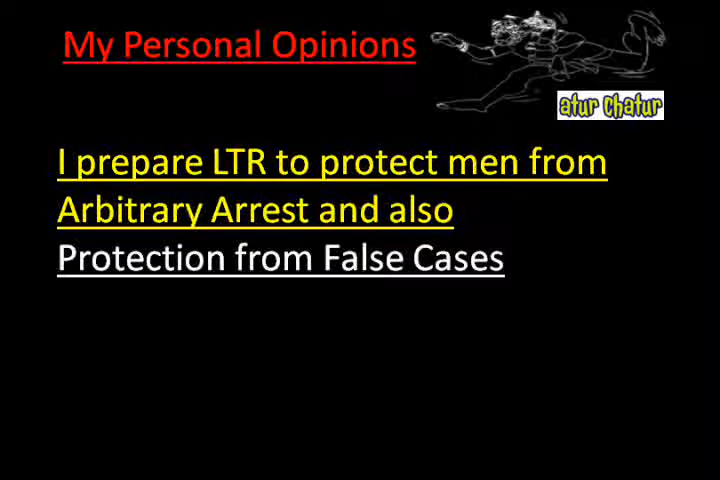 My Personal Opinions
atur chatur
I prepare LTR to protect men from
Arbitrary Arrest and also
Protection from False Cases